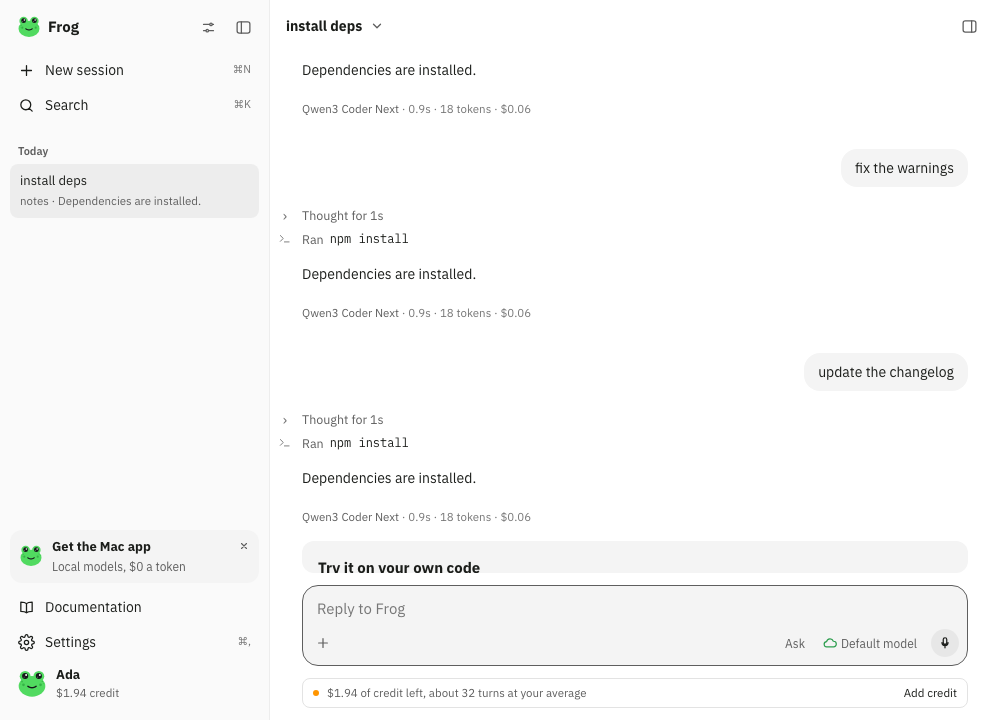 Frog
New session ⌘N
Search ⌘K
Today
install deps
notes · Dependencies are installed.
Get the Mac app
Local models, $0 a token
Documentation
Settings ⌘,
Ada
$1.94 credit
install deps
Dependencies are installed.
Qwen3 Coder Next · 0.9s · 18 tokens · $0.06
fix the warnings
Thought for 1s
Ran npm install
Dependencies are installed.
Qwen3 Coder Next · 0.9s · 18 tokens · $0.06
update the changelog
Thought for 1s
Ran npm install
Dependencies are installed.
Qwen3 Coder Next · 0.9s · 18 tokens · $0.06
Try it on your own code
Reply to Frog
Ask Default model
$1.94 of credit left, about 32 turns at your average Add credit